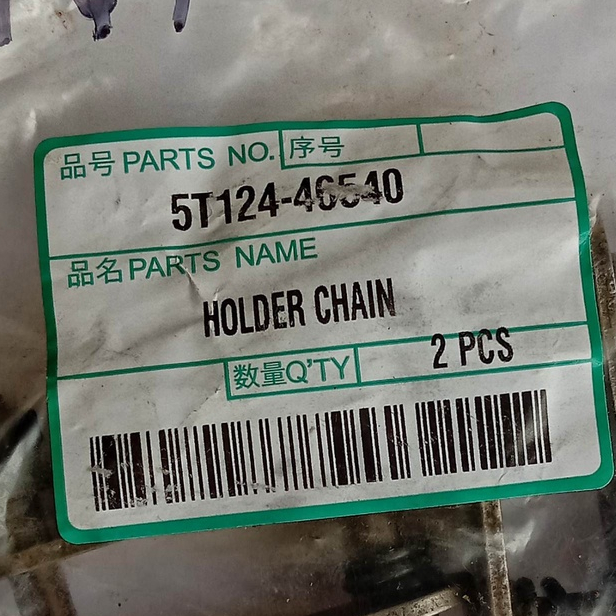 品号 PARTS NO. 序号
5T124-46540
品名 PARTS NAME
HOLDER CHAIN
数量 Q'TY 2 PCS